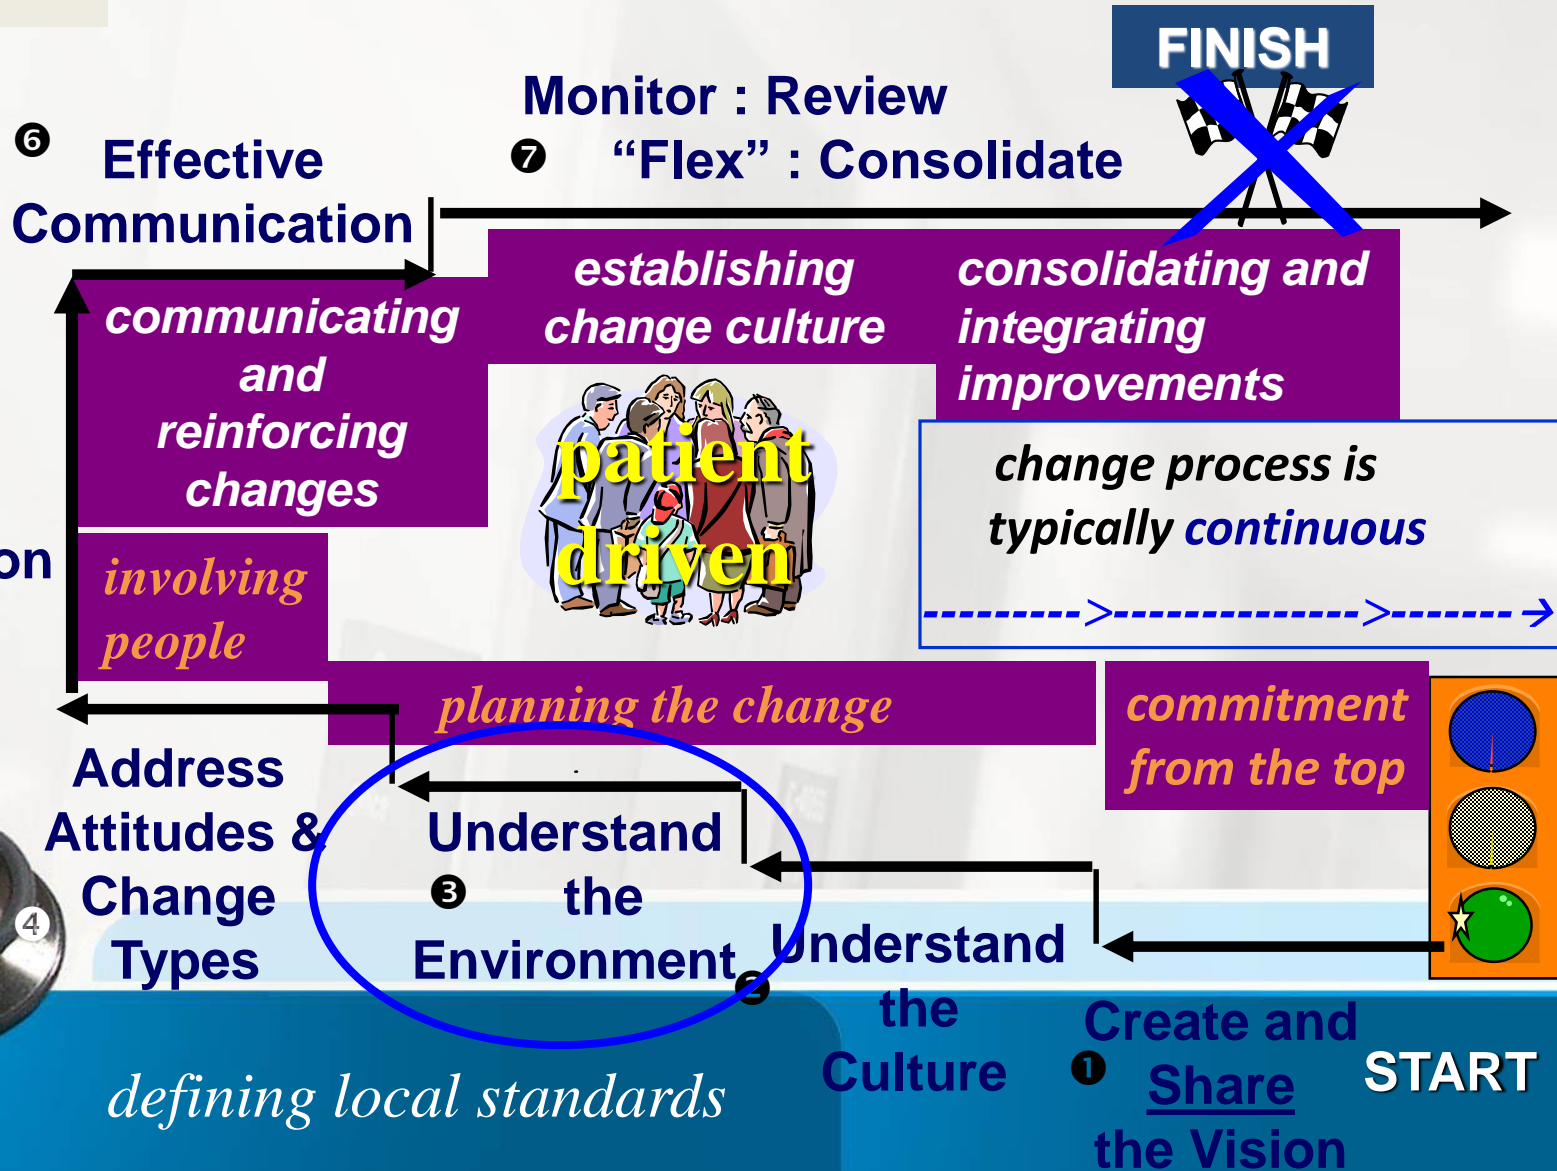 FINISH
Monitor : Review
❼ “Flex” : Consolidate
❻
Effective
Communication
establishing
change culture
consolidating and
integrating
improvements
communicating
and
reinforcing
changes
patient
driven
change process is
typically continuous
--------->-------------->-------→
on
involving
people
planning the change
commitment
from the top
Address
Attitudes &
Change
Types
❹
Understand
❸ the
Environment
❷
Understand
the
Culture
❶
Create and
Share
the Vision
START
defining local standards